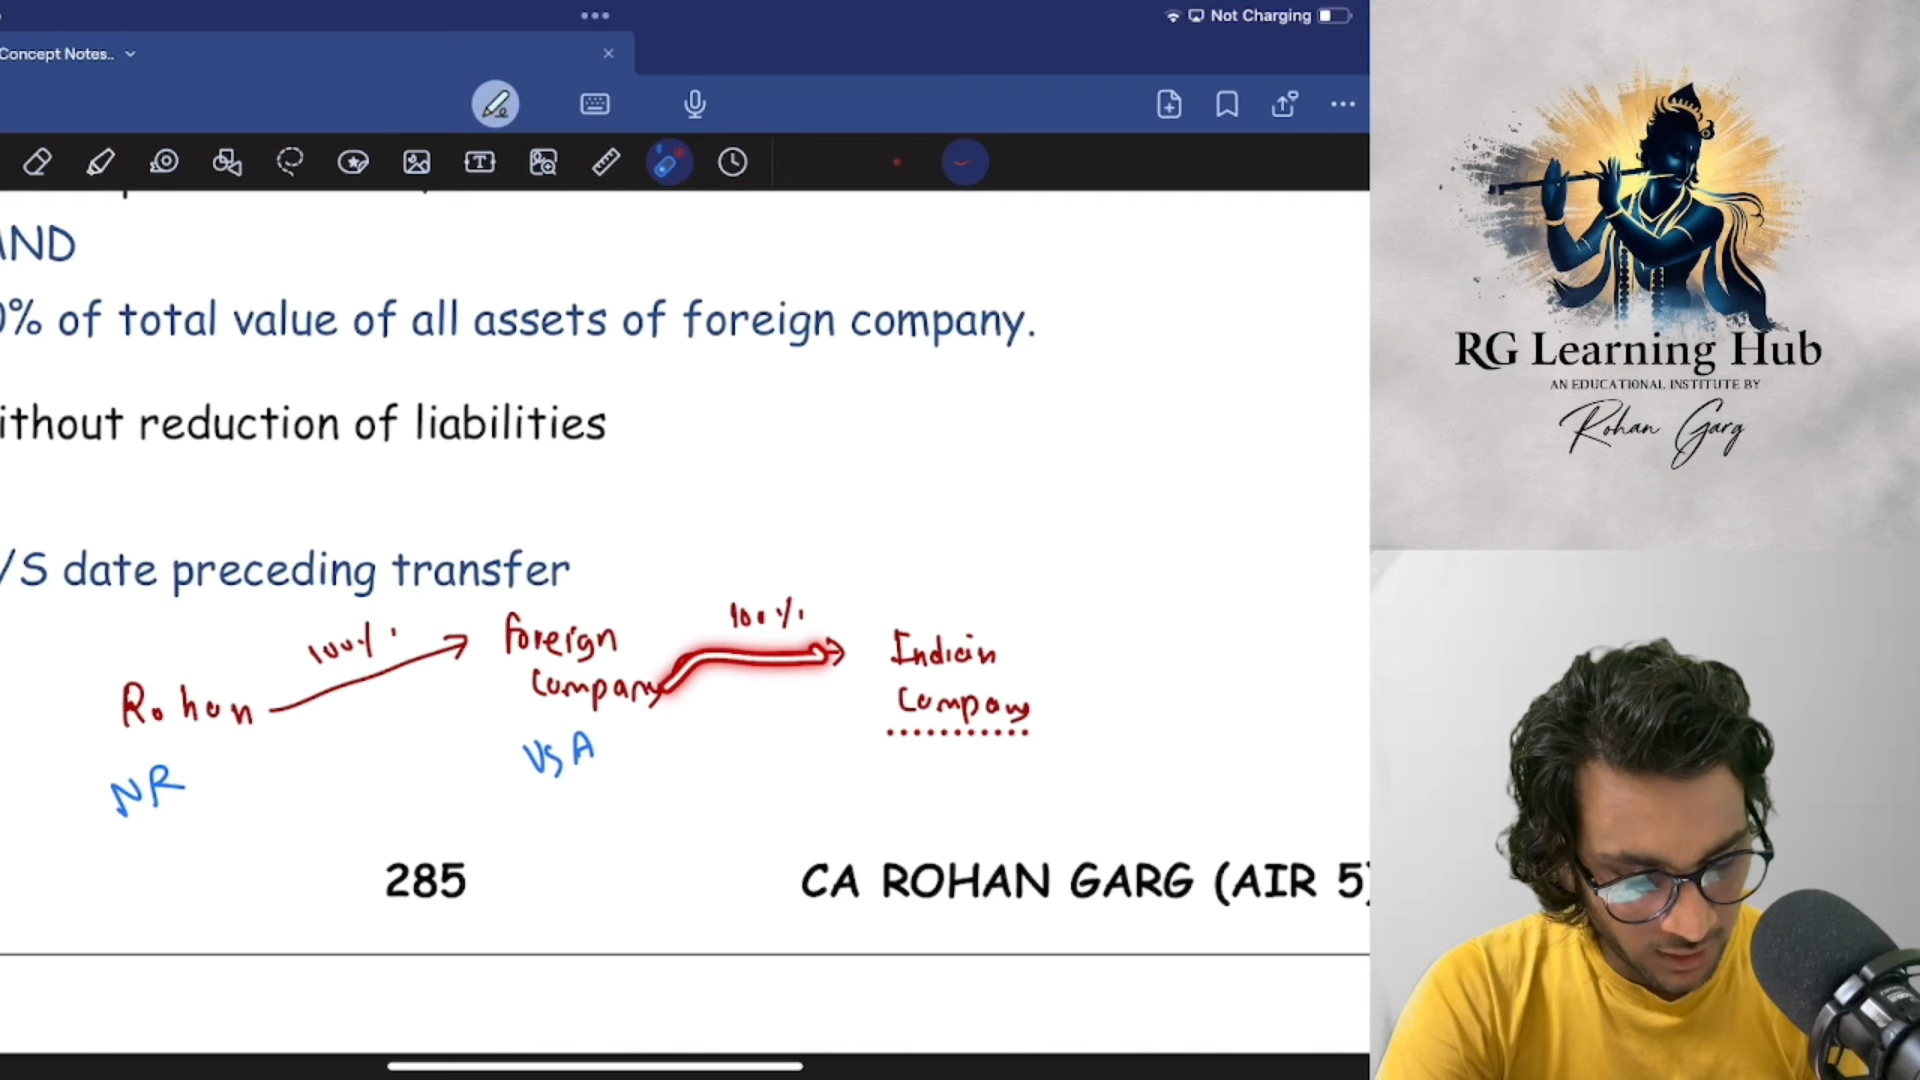 Not Charging
Concept Notes..
AND
0% of total value of all assets of foreign company.
ithout reduction of liabilities
/S date preceding transfer
100%
100%
Foreign
Company
Indian
Company
Rohan
NR
USA
285
CA ROHAN GARG (AIR 5)
RG Learning Hub
AN EDUCATIONAL INSTITUTE BY
Rohan Garg